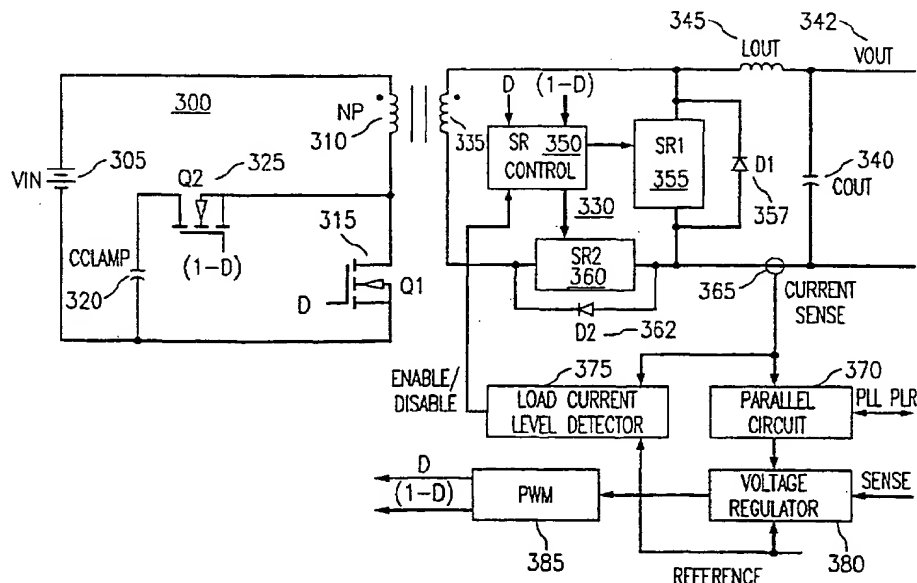 345
342
LOUT
VOUT
300
NP
310
335
D
(1-D)
SR
350
CONTROL
SR1
355
D1
357
340
COUT
VIN
305
Q2
325
CCLAMP
320
(1-D)
315
D
Q1
330
SR2
360
D2
362
365
CURRENT
SENSE
ENABLE/
DISABLE
375
LOAD CURRENT
LEVEL DETECTOR
370
PARALLEL
CIRCUIT
PLL PLR
D
(1-D)
PWM
385
VOLTAGE
REGULATOR
SENSE
380
REFERENCE